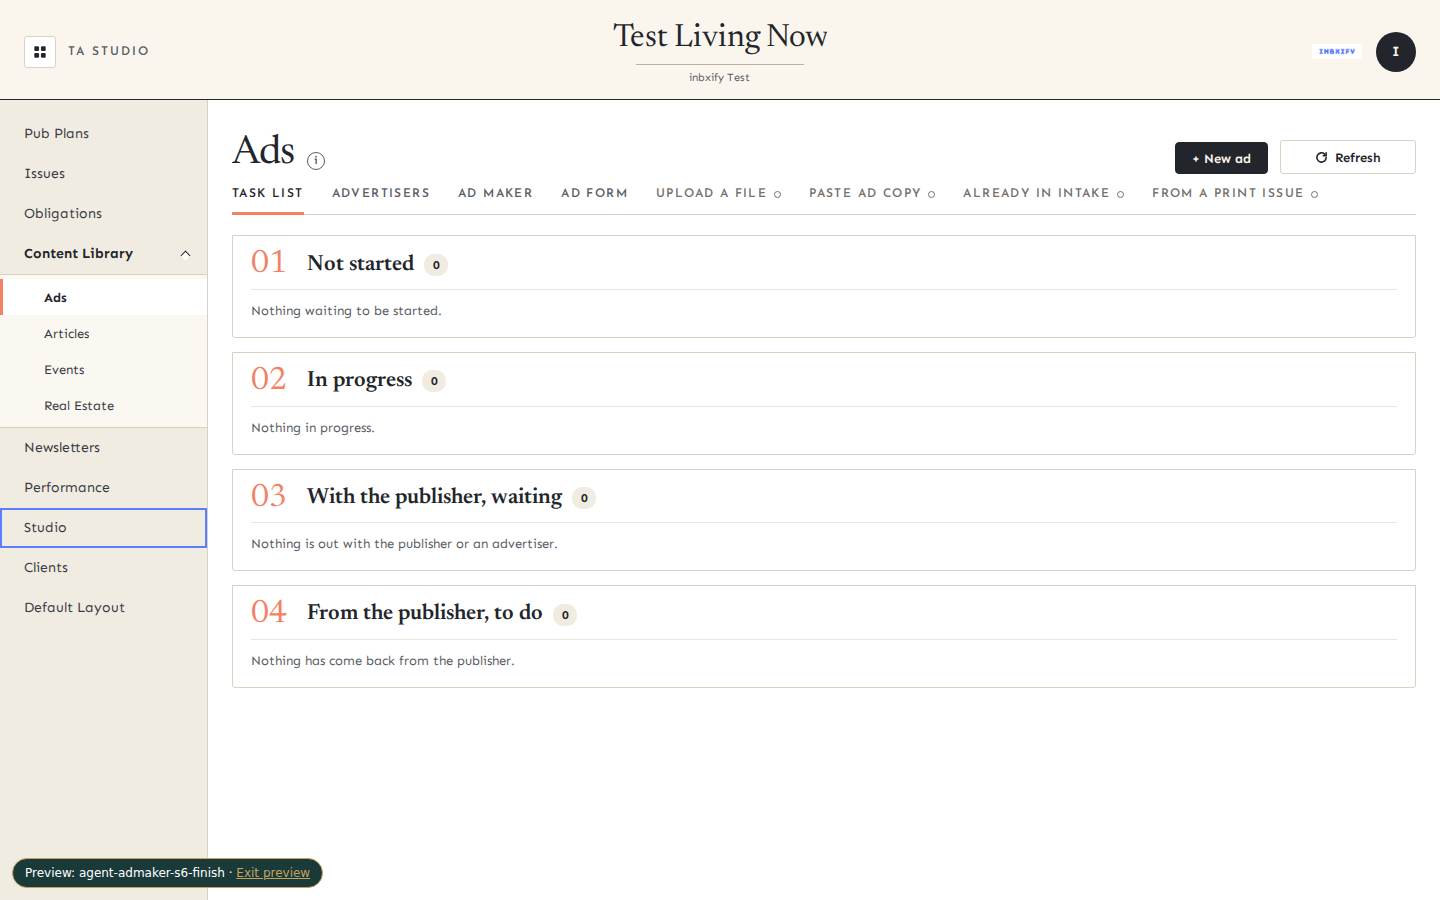 TA STUDIO
Test Living Now
inbxify Test
INBXIFY
I
Pub Plans
Issues
Obligations
Content Library
Ads
Articles
Events
Real Estate
Newsletters
Performance
Studio
Clients
Default Layout
Ads
i
+ New ad
Refresh
TASK LIST
ADVERTISERS
AD MAKER
AD FORM
UPLOAD A FILE
PASTE AD COPY
ALREADY IN INTAKE
FROM A PRINT ISSUE
01 Not started 0
Nothing waiting to be started.
02 In progress 0
Nothing in progress.
03 With the publisher, waiting 0
Nothing is out with the publisher or an advertiser.
04 From the publisher, to do 0
Nothing has come back from the publisher.
Preview: agent-admaker-s6-finish · Exit preview